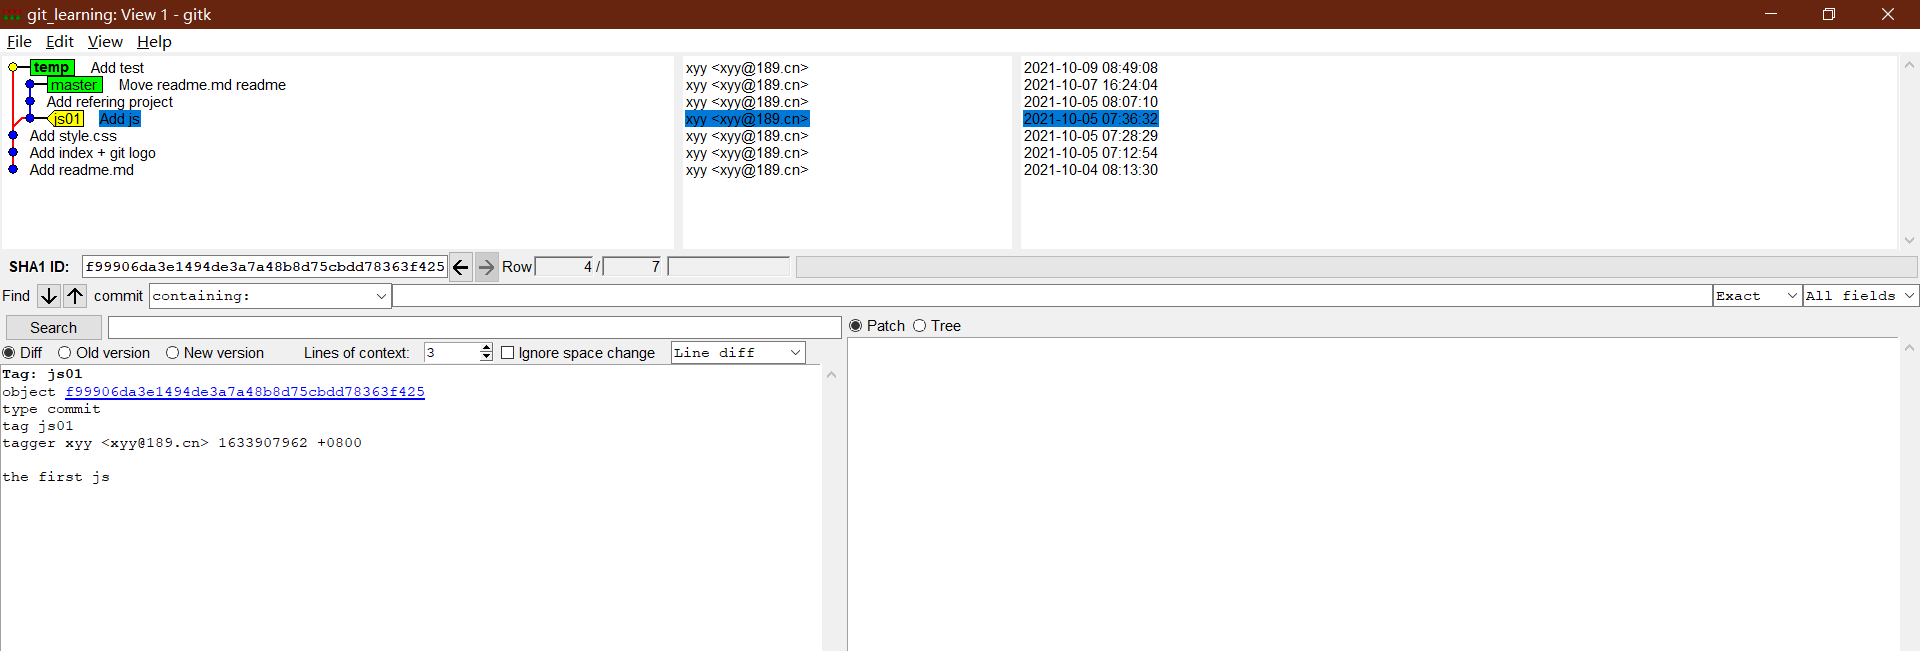 git_learning: View 1 - gitk
File Edit View Help
temp Add test xyy <xyy@189.cn> 2021-10-09 08:49:08
master Move readme.md readme xyy <xyy@189.cn> 2021-10-07 16:24:04
Add refering project xyy <xyy@189.cn> 2021-10-05 08:07:10
js01 Add js xyy <xyy@189.cn> 2021-10-05 07:36:32
Add style.css xyy <xyy@189.cn> 2021-10-05 07:28:29
Add index + git logo xyy <xyy@189.cn> 2021-10-05 07:12:54
Add readme.md xyy <xyy@189.cn> 2021-10-04 08:13:30
SHA1 ID: f99906da3e1494de3a7a48b8d75cbdd78363f425 Row 4 / 7
Find commit containing: Exact All fields
Search Patch Tree
Diff Old version New version Lines of context: 3 Ignore space change Line diff
Tag: js01
object f99906da3e1494de3a7a48b8d75cbdd78363f425
type commit
tag js01
tagger xyy <xyy@189.cn> 1633907962 +0800
the first js